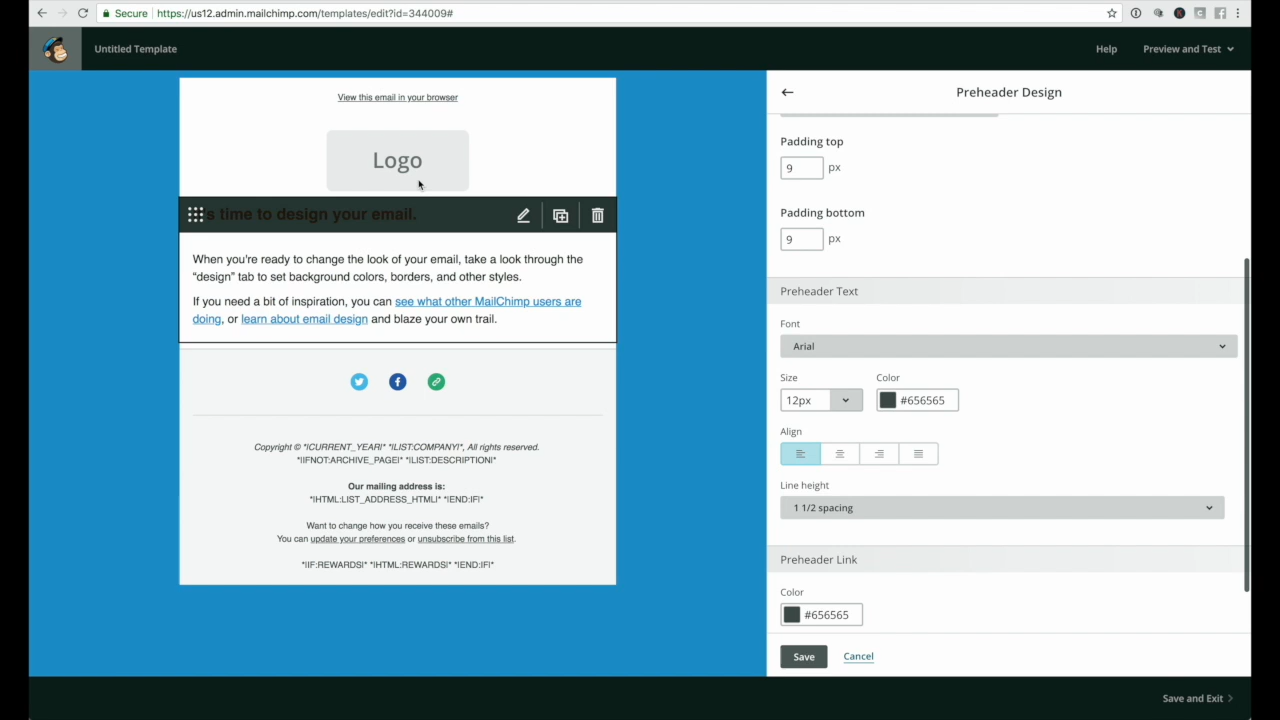 Secure https://us12.admin.mailchimp.com/templates/edit?id=344009#
Untitled Template
Help
Preview and Test
View this email in your browser
Logo
s time to design your email.
When you're ready to change the look of your email, take a look through the
“design” tab to set background colors, borders, and other styles.
If you need a bit of inspiration, you can see what other MailChimp users are
doing, or learn about email design and blaze your own trail.
Copyright © *|CURRENT_YEAR|* *|LIST:COMPANY|*, All rights reserved.
*|IFNOT:ARCHIVE_PAGE|* *|LIST:DESCRIPTION|*
Our mailing address is:
*|HTML:LIST_ADDRESS_HTML|* *|END:IF|*
Want to change how you receive these emails?
You can update your preferences or unsubscribe from this list.
*|IF:REWARDS|* *|HTML:REWARDS|* *|END:IF|*
Preheader Design
Padding top
9 px
Padding bottom
9 px
Preheader Text
Font
Arial
Size Color
12px #656565
Align
Line height
1 1/2 spacing
Preheader Link
Color
#656565
Save Cancel
Save and Exit